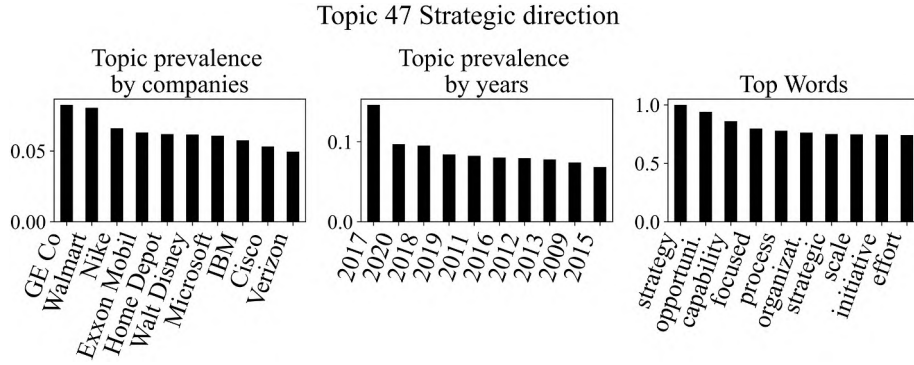 Topic 47 Strategic direction
Topic prevalence
by companies
0.05
0.00
GE Co
Walmart
Nike
Exxon Mobil
Home Depot
Walt Disney
Microsoft
IBM
Cisco
Verizon
Topic prevalence
by years
0.1
0.0
2017
2020
2018
2019
2011
2016
2012
2013
2009
2015
Top Words
1.0
0.5
0.0
strategy
opportuni.
capability
focused
process
organizat.
strategic
scale
initiative
effort